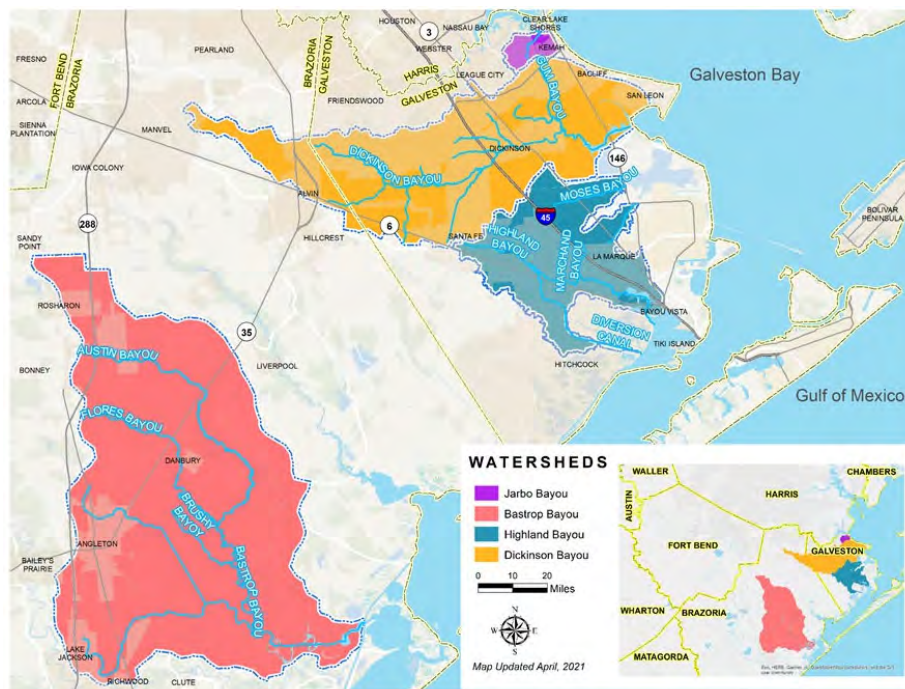 HOUSTON
NASSAU BAY
CLEAR LAKE
SHORES
3
WEBSTER
KEMAH
PEARLAND
FRESNO
FORT BEND
BRAZORIA
BRAZORIA
GALVESTON
HARRIS
GALVESTON
LEAGUE CITY
BACLIFF
GUM BAYOU
SAN LEON
Galveston Bay
ARCOLA
SIENNA
PLANTATION
FRIENDSWOOD
MANVEL
IOWA COLONY
DICKINSON BAYOU
DICKINSON
146
MOSES BAYOU
ALVIN
288
6
45
BOLIVAR
PENINSULA
SANDY
POINT
HILLCREST
SANTA FE
HIGHLAND
BAYOU
MARCHAND
BAYOU
LA MARQUE
ROSHARON
BAYOU VISTA
35
DIVERSION
CANAL
TIKI ISLAND
AUSTIN BAYOU
BONNEY
LIVERPOOL
HITCHCOCK
Gulf of Mexico
FLORES BAYOU
DANBURY
BRUSHY
BAYOY
ANGLETON
BAILEY'S
PRAIRIE
BASTROP BAYOU
LAKE
JACKSON
RICHWOOD
CLUTE
WATERSHEDS
Jarbo Bayou
Bastrop Bayou
Highland Bayou
Dickinson Bayou
0 10 20
Miles
N
W E
S
Map Updated April, 2021
WALLER
CHAMBERS
AUSTIN
HARRIS
FORT BEND
GALVESTON
WHARTON
BRAZORIA
MATAGORDA